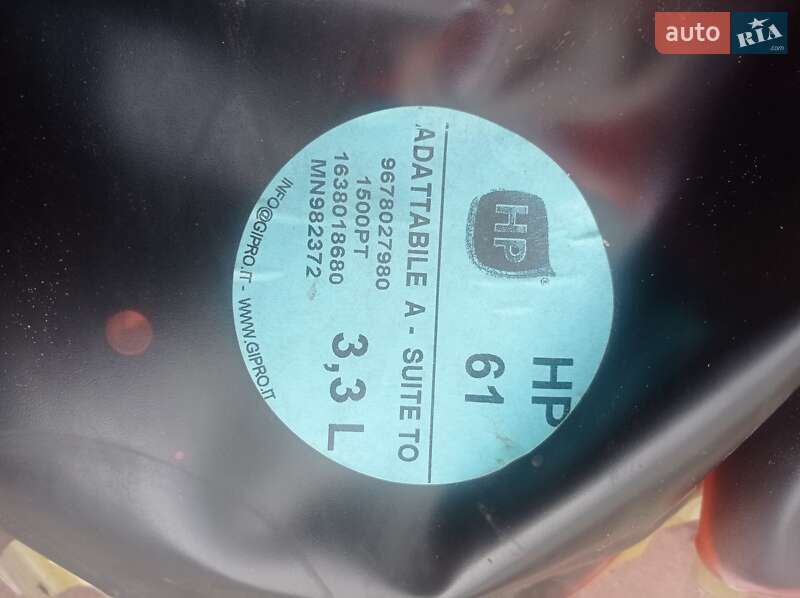 auto RIA .com
HP
HP
61
ADATTABILE A - SUITE TO
9678027980
1500PT
1638018680
MN982372
3,3 L
INFO@GIPRO.IT - WWW.GIPRO.IT